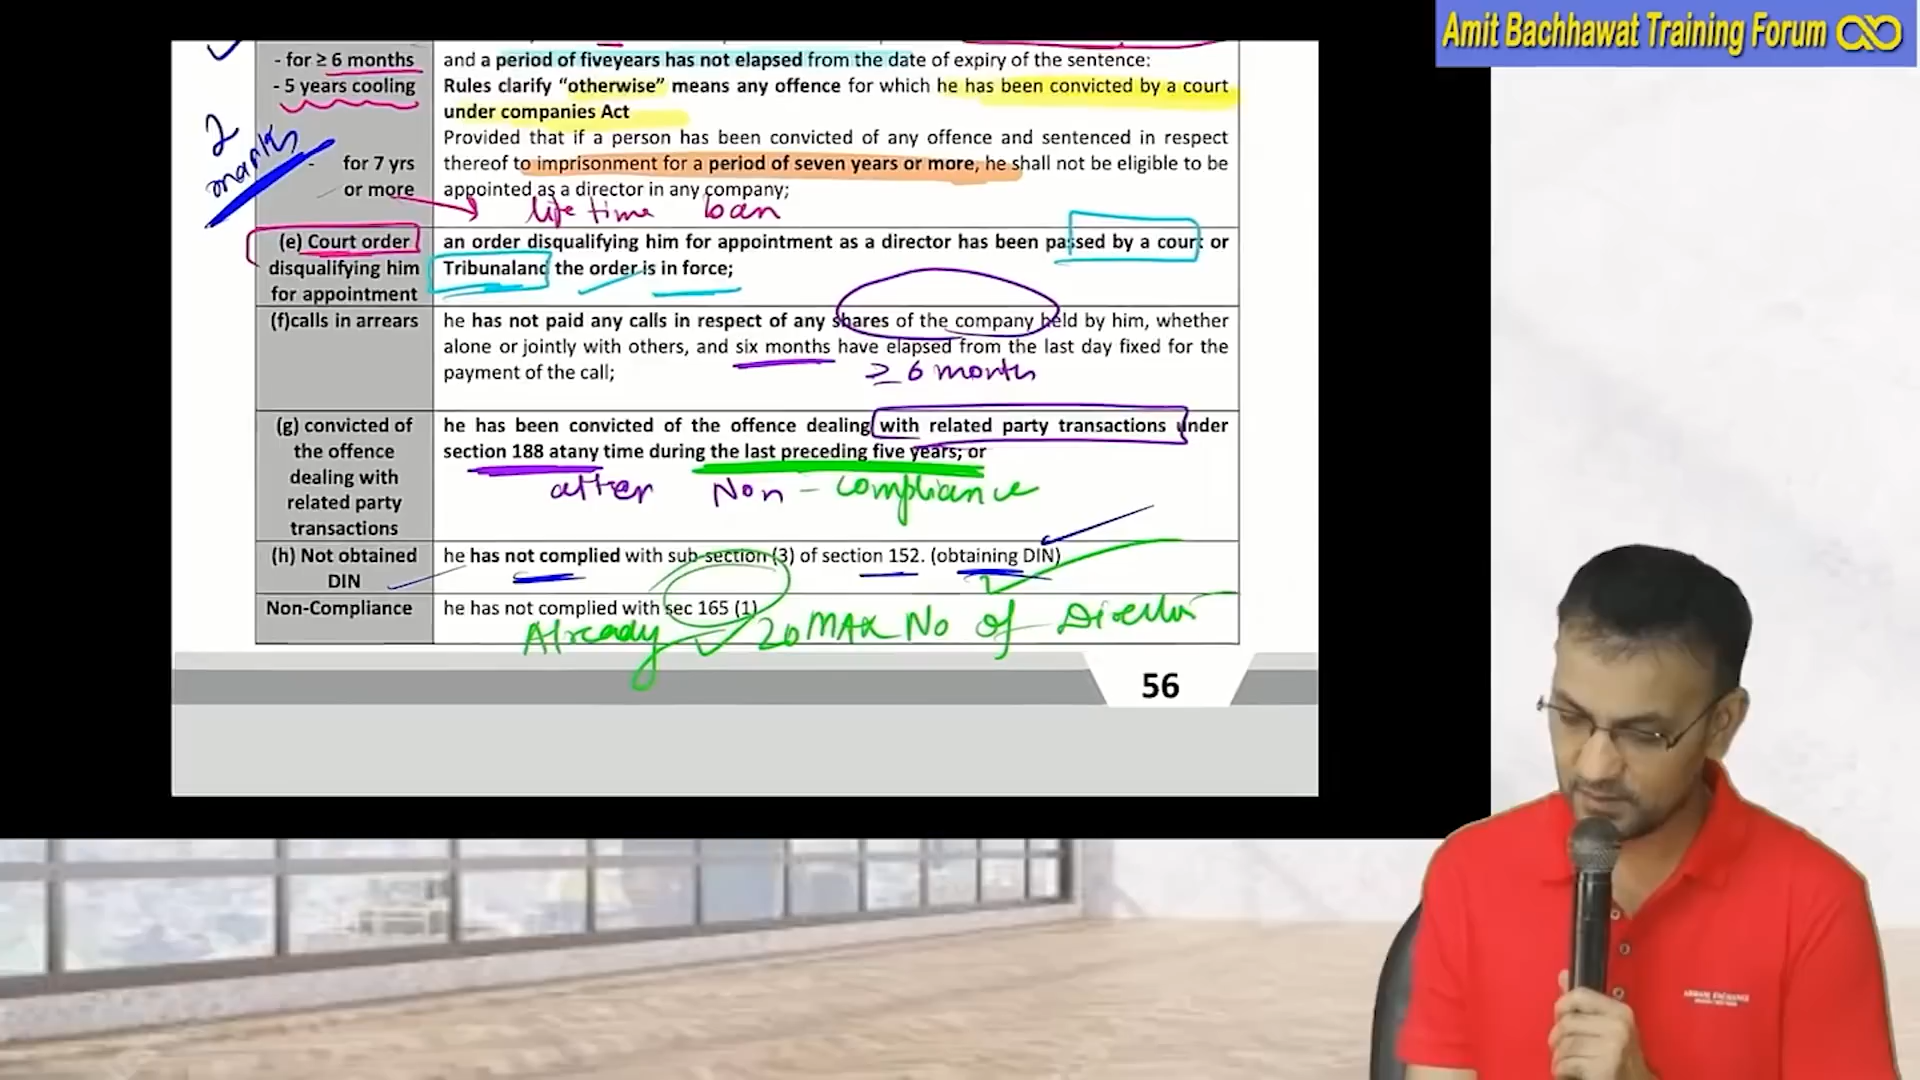 Amit Bachhawat Training Forum
- for ≥ 6 months
- 5 years cooling
2
marks
- for 7 yrs
or more
and a period of fiveyears has not elapsed from the date of expiry of the sentence:
Rules clarify “otherwise” means any offence for which he has been convicted by a court
under companies Act
Provided that if a person has been convicted of any offence and sentenced in respect
thereof to imprisonment for a period of seven years or more, he shall not be eligible to be
appointed as a director in any company;
life time ban
(e) Court order
disqualifying him
for appointment
an order disqualifying him for appointment as a director has been passed by a court or
Tribunaland the order is in force;
(f)calls in arrears
he has not paid any calls in respect of any shares of the company held by him, whether
alone or jointly with others, and six months have elapsed from the last day fixed for the
payment of the call;
≥ 6 month
(g) convicted of
the offence
dealing with
related party
transactions
he has been convicted of the offence dealing with related party transactions under
section 188 atany time during the last preceding five years; or
after Non - compliance
(h) Not obtained
DIN
he has not complied with sub-section (3) of section 152. (obtaining DIN)
Non-Compliance
he has not complied with sec 165 (1)
Already 20 MAX No of Director
56